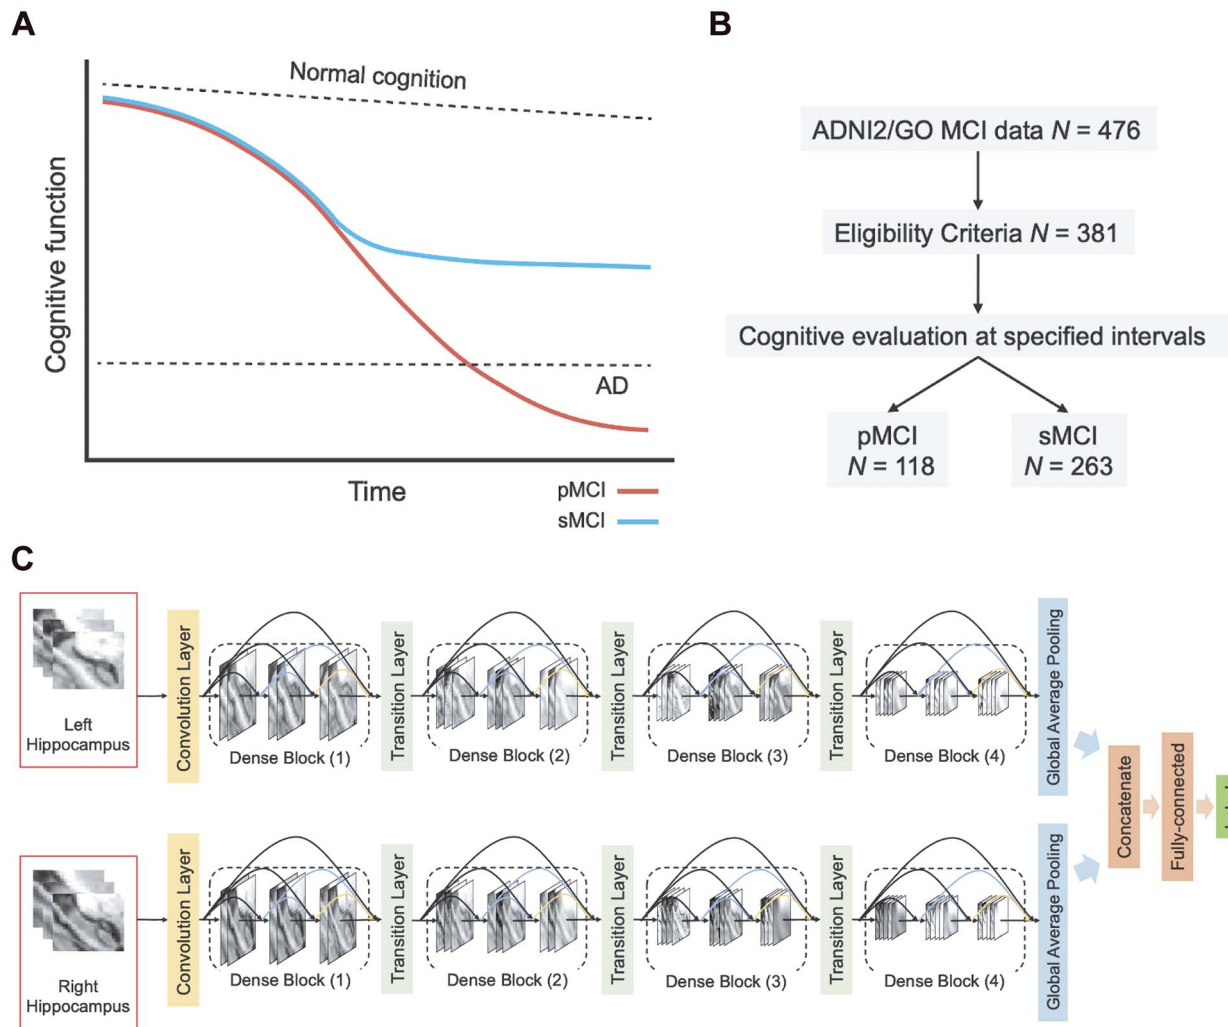 A
Normal cognition
Cognitive function
AD
Time
pMCI
sMCI
B
ADNI2/GO MCI data N = 476
Eligibility Criteria N = 381
Cognitive evaluation at specified intervals
pMCI
N = 118
sMCI
N = 263
C
Left
Hippocampus
Convolution Layer
Dense Block (1)
Transition Layer
Dense Block (2)
Transition Layer
Dense Block (3)
Transition Layer
Dense Block (4)
Global Average Pooling
Right
Hippocampus
Convolution Layer
Dense Block (1)
Transition Layer
Dense Block (2)
Transition Layer
Dense Block (3)
Transition Layer
Dense Block (4)
Global Average Pooling
Concatenate
Fully-connected